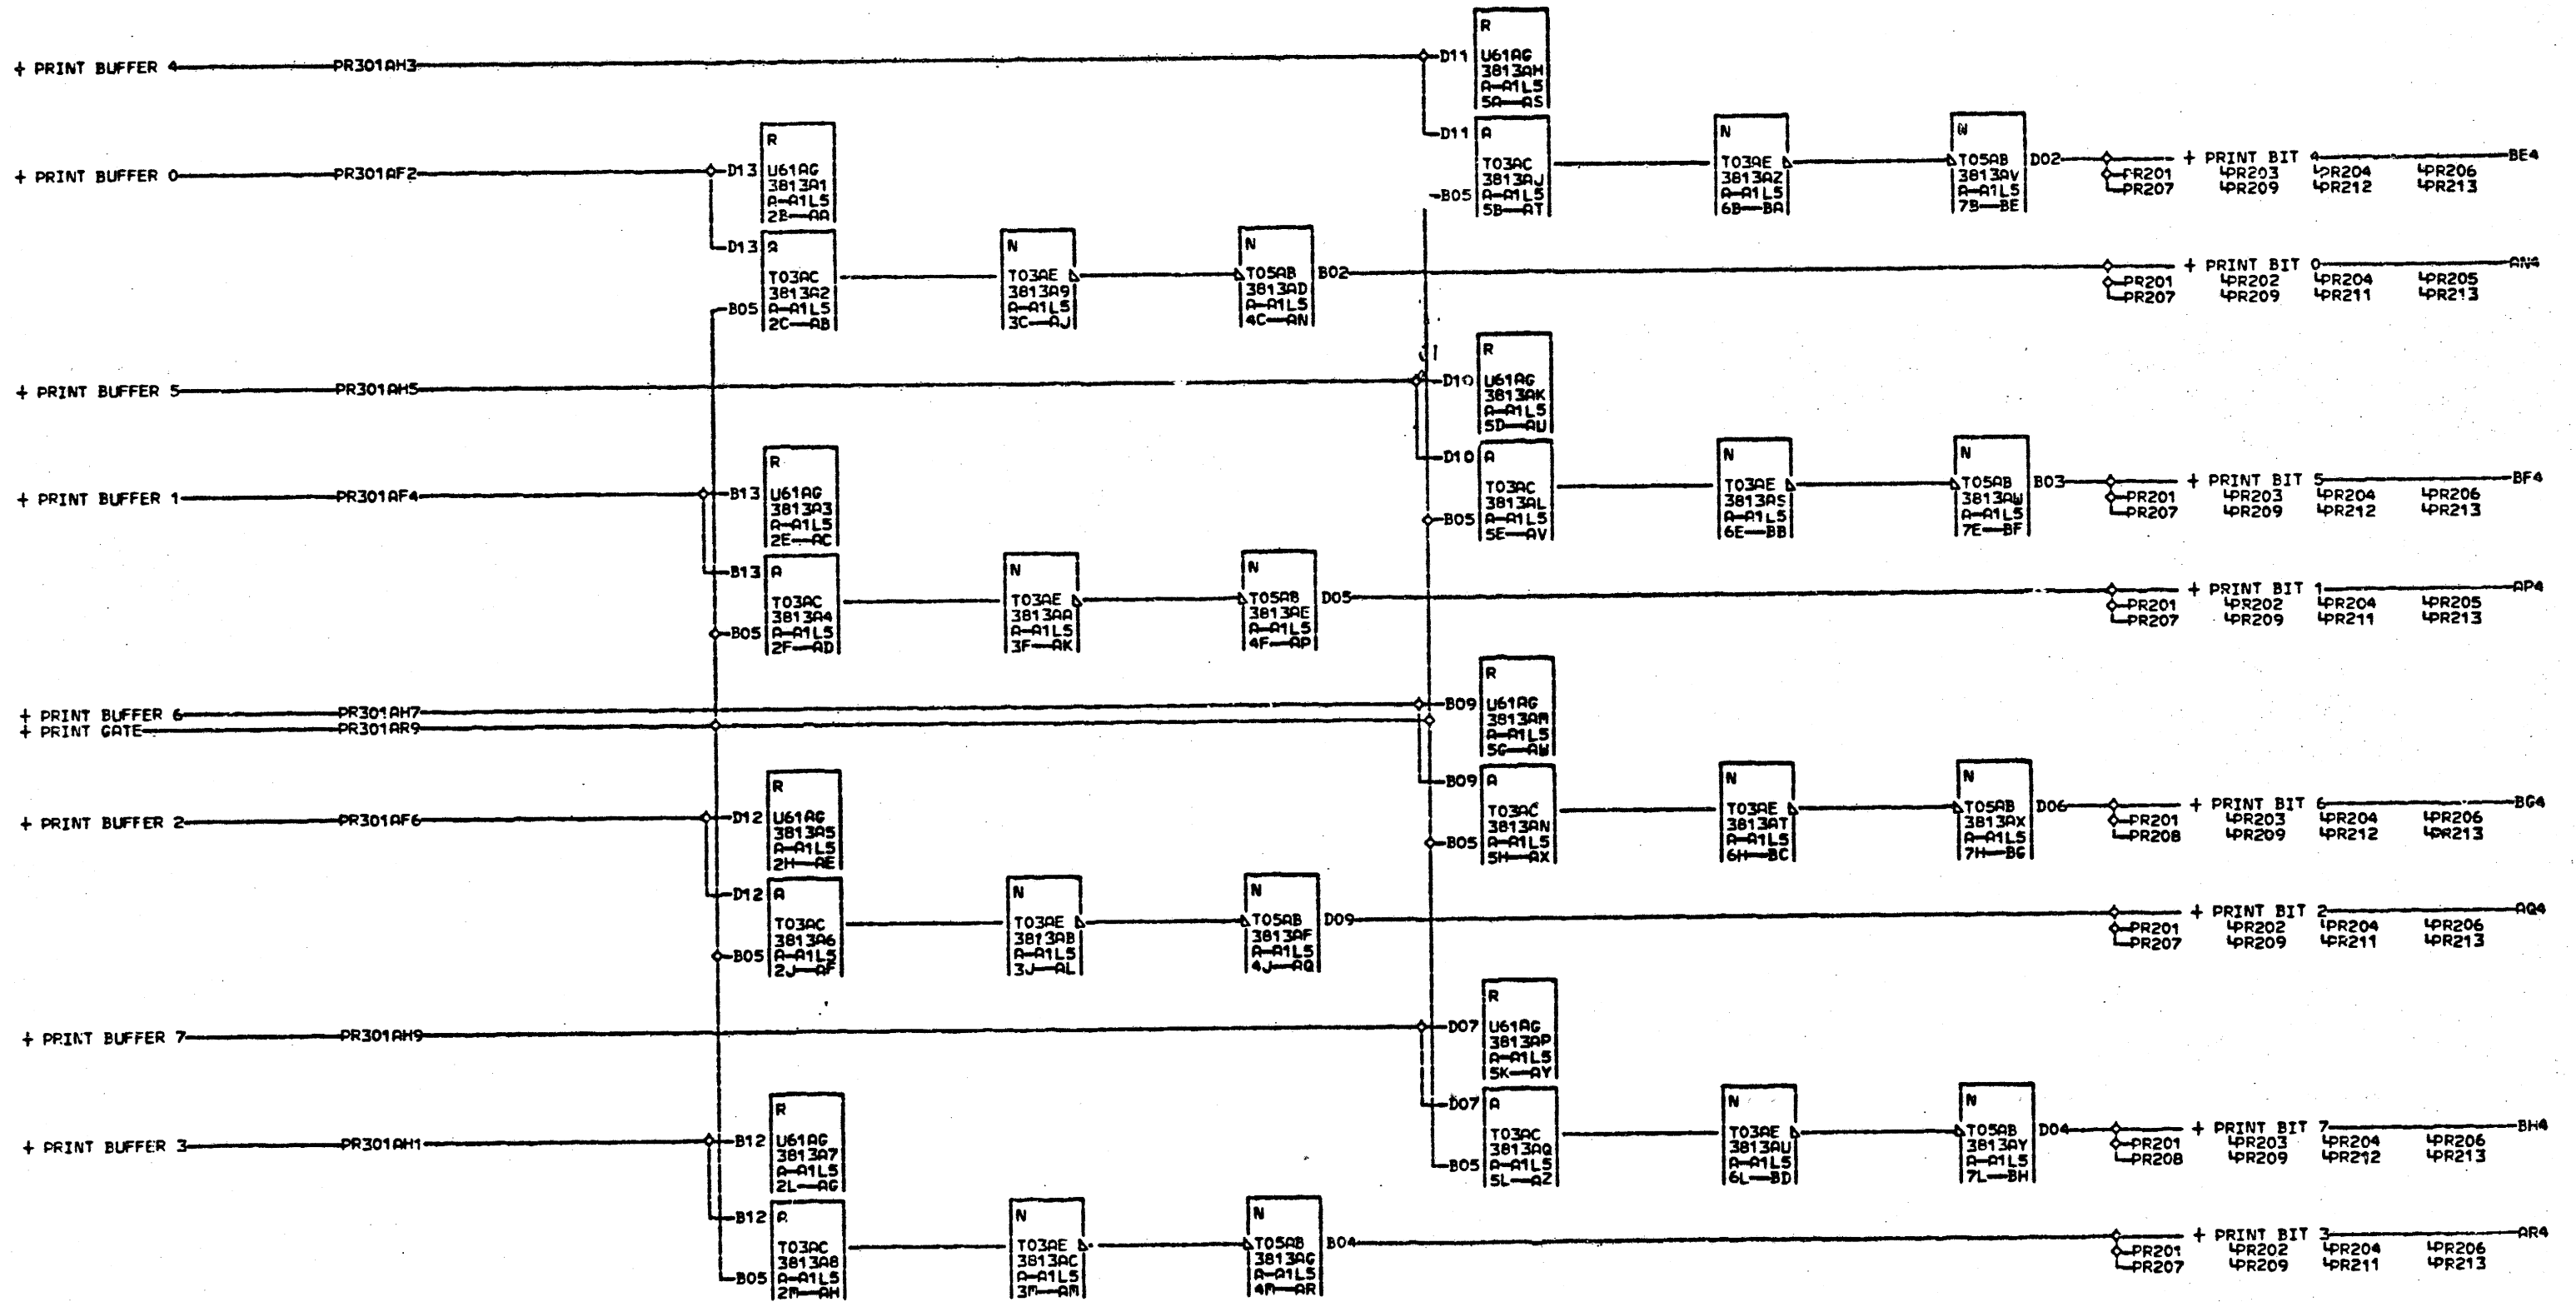 R
U61AG
3813AH
A-A1L5
5A—AS
+ PRINT BUFFER 4 PR301AH3 D11
R
U61AG
3813A1
A-A1L5
2B—AA
+ PRINT BUFFER 0 PR301AF2 D13
D11 A
T03AC
3813AJ
B05 A-A1L5
5B—AT
N
T03AE
3813AZ
A-A1L5
6B—BA
T05AB D02
3813AV
A-A1L5
7B—BE
+ PRINT BIT 4 BE4
PR201 PR203 PR204 PR206
PR207 PR209 PR212 PR213
D13 A
T03AC
3813A2
B05 A-A1L5
2C—AB
N
T03AE
3813A9
A-A1L5
3C—AJ
N
T05AB B02
3813AD
A-A1L5
4C—AN
+ PRINT BIT 0 AN4
PR201 PR202 PR204 PR205
PR207 PR209 PR211 PR213
+ PRINT BUFFER 5 PR301AH5 D10
R
U61AG
3813AK
A-A1L5
5D—AU
+ PRINT BUFFER 1 PR301AF4 B13
R
U61AG
3813A3
A-A1L5
2E—AC
D10 A
T03AC
3813AL
B05 A-A1L5
5E—AV
N
T03AE
3813AS
A-A1L5
6E—BB
N
T05AB B03
3813AW
A-A1L5
7E—BF
+ PRINT BIT 5 BF4
PR201 PR203 PR204 PR206
PR207 PR209 PR212 PR213
B13 A
T03AC
3813A4
B05 A-A1L5
2F—AD
N
T03AE
3813AA
A-A1L5
3F—AK
N
T05AB D05
3813AE
A-A1L5
4F—AP
+ PRINT BIT 1 AP4
PR201 PR202 PR204 PR205
PR207 PR209 PR211 PR213
+ PRINT BUFFER 6 PR301AH7 B09
+ PRINT GATE PR301AR9
R
U61AG
3813AM
A-A1L5
5G—AW
+ PRINT BUFFER 2 PR301AF6 D12
R
U61AG
3813A5
A-A1L5
2H—AE
B09 A
T03AC
3813AN
B05 A-A1L5
5H—AX
N
T03AE
3813AT
A-A1L5
6H—BC
N
T05AB D06
3813AX
A-A1L5
7H—BG
+ PRINT BIT 6 BG4
PR201 PR203 PR204 PR206
PR208 PR209 PR212 PR213
D12 A
T03AC
3813A6
B05 A-A1L5
2J—AF
N
T03AE
3813AB
A-A1L5
3J—AL
N
T05AB D09
3813AF
A-A1L5
4J—AQ
+ PRINT BIT 2 AQ4
PR201 PR202 PR204 PR206
PR207 PR209 PR211 PR213
+ PRINT BUFFER 7 PR301AH9 D07
R
U61AG
3813AP
A-A1L5
5K—AY
+ PRINT BUFFER 3 PR301AH1 B12
R
U61AG
3813A7
A-A1L5
2L—AG
D07 A
T03AC
3813AQ
B05 A-A1L5
5L—AZ
N
T03AE
3813AU
A-A1L5
6L—BD
N
T05AB D04
3813AY
A-A1L5
7L—BH
+ PRINT BIT 7 BH4
PR201 PR203 PR204 PR206
PR208 PR209 PR212 PR213
B12 A
T03AC
3813A8
B05 A-A1L5
2M—AH
N
T03AE
3813AC
A-A1L5
3M—AM
N
T05AB B04
3813AG
A-A1L5
4M—AR
+ PRINT BIT 3 AR4
PR201 PR202 PR204 PR206
PR207 PR209 PR211 PR213